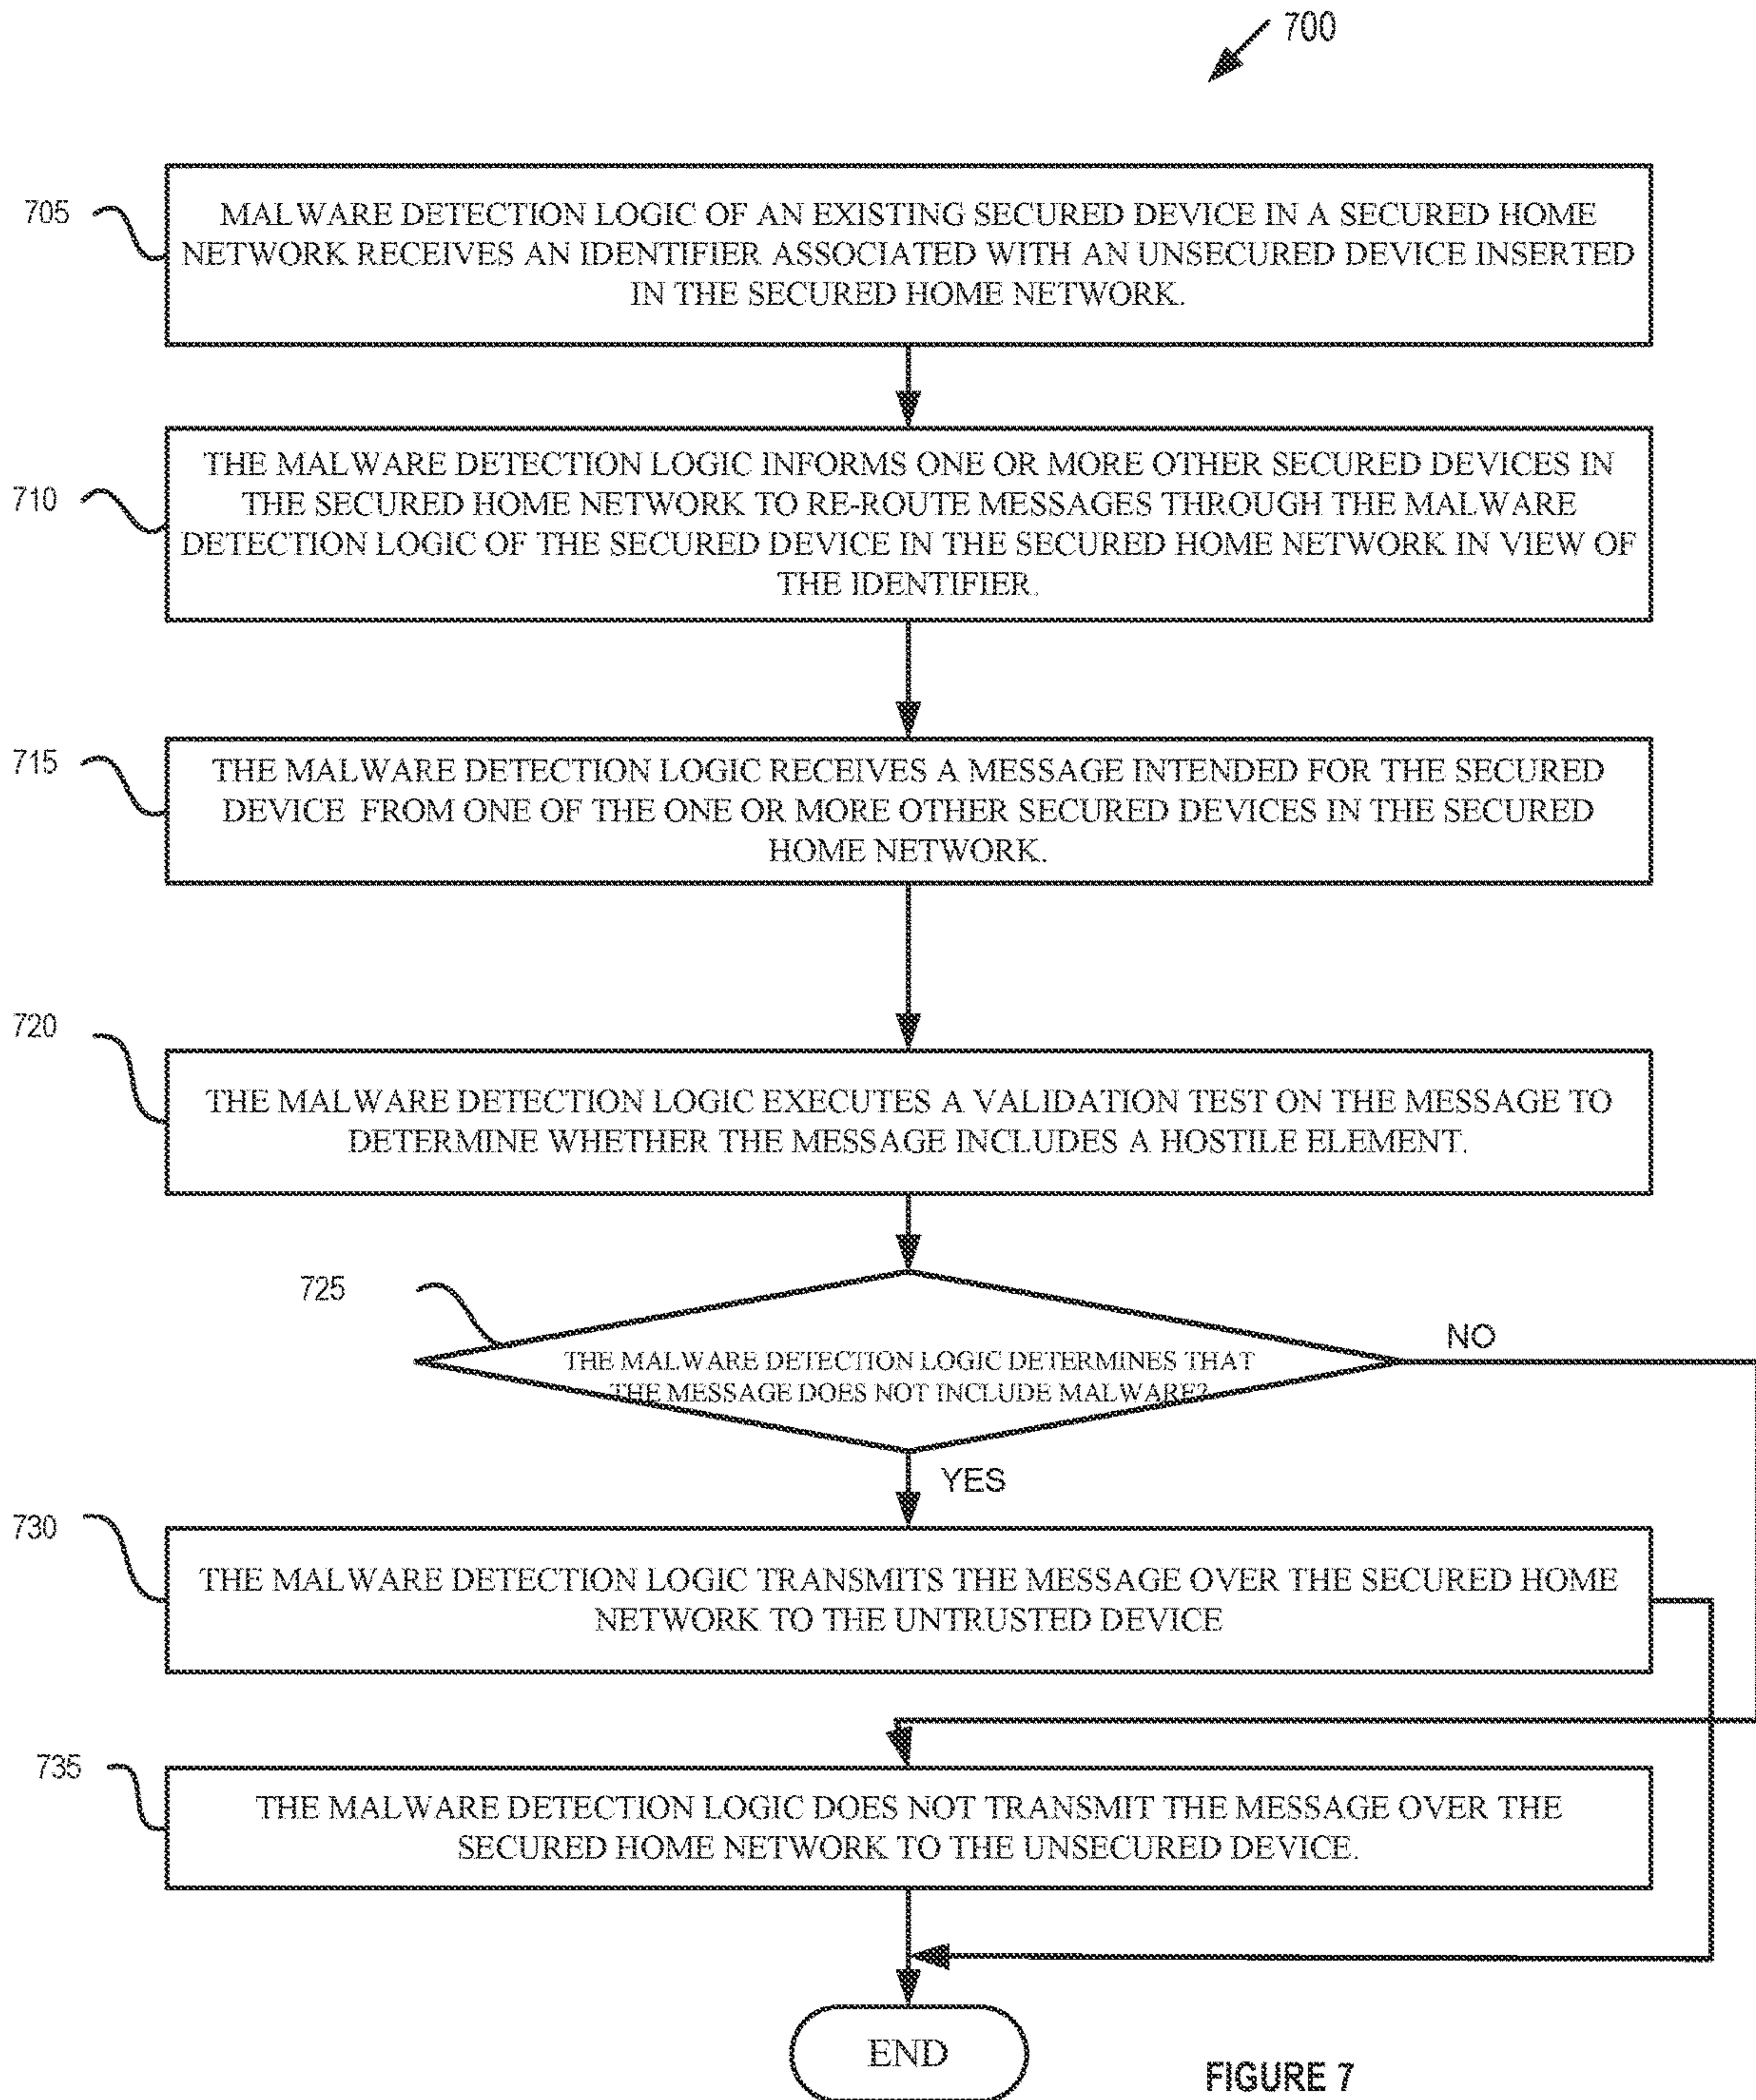 700
705
MALWARE DETECTION LOGIC OF AN EXISTING SECURED DEVICE IN A SECURED HOME
NETWORK RECEIVES AN IDENTIFIER ASSOCIATED WITH AN UNSECURED DEVICE INSERTED
IN THE SECURED HOME NETWORK.
710
THE MALWARE DETECTION LOGIC INFORMS ONE OR MORE OTHER SECURED DEVICES IN
THE SECURED HOME NETWORK TO RE-ROUTE MESSAGES THROUGH THE MALWARE
DETECTION LOGIC OF THE SECURED DEVICE IN THE SECURED HOME NETWORK IN VIEW OF
THE IDENTIFIER.
715
THE MALWARE DETECTION LOGIC RECEIVES A MESSAGE INTENDED FOR THE SECURED
DEVICE FROM ONE OF THE ONE OR MORE OTHER SECURED DEVICES IN THE SECURED
HOME NETWORK.
720
THE MALWARE DETECTION LOGIC EXECUTES A VALIDATION TEST ON THE MESSAGE TO
DETERMINE WHETHER THE MESSAGE INCLUDES A HOSTILE ELEMENT.
725
THE MALWARE DETECTION LOGIC DETERMINES THAT
THE MESSAGE DOES NOT INCLUDE MALWARE?
NO
YES
730
THE MALWARE DETECTION LOGIC TRANSMITS THE MESSAGE OVER THE SECURED HOME
NETWORK TO THE UNTRUSTED DEVICE
735
THE MALWARE DETECTION LOGIC DOES NOT TRANSMIT THE MESSAGE OVER THE
SECURED HOME NETWORK TO THE UNSECURED DEVICE.
END
FIGURE 7